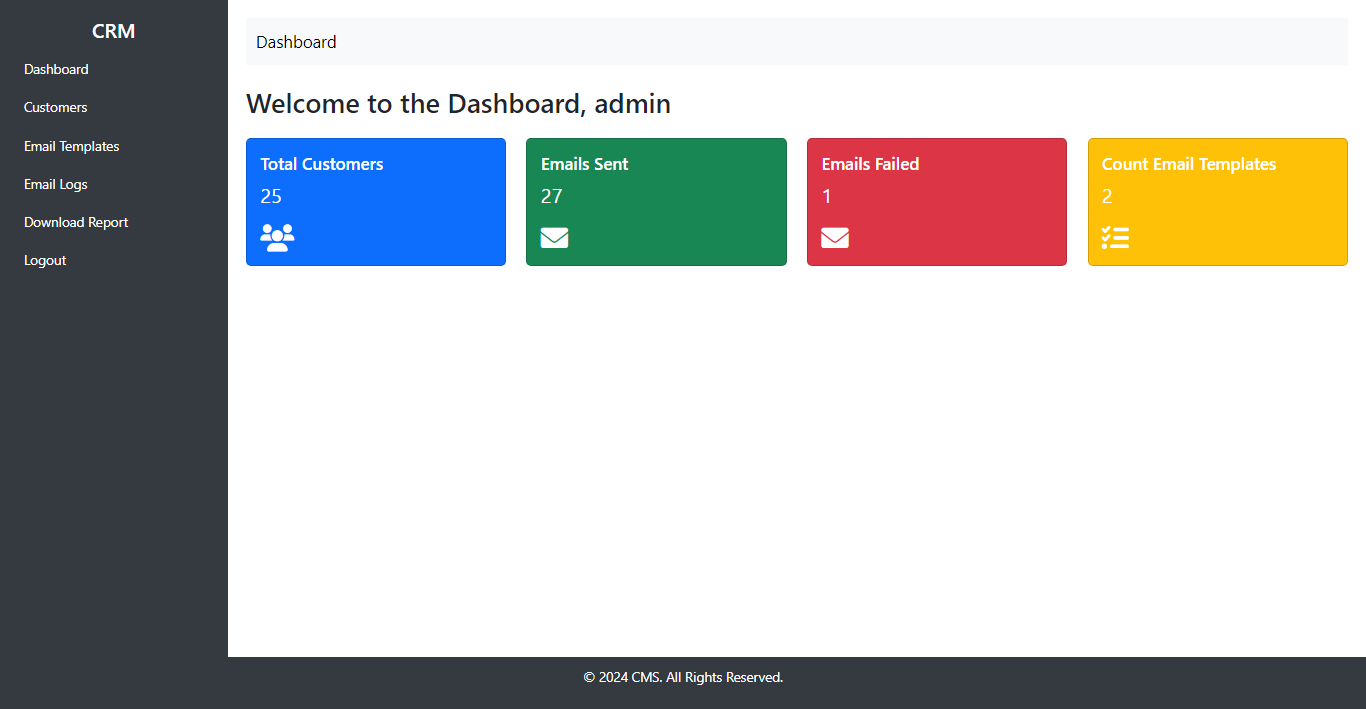 CRM
Dashboard
Customers
Email Templates
Email Logs
Download Report
Logout
Dashboard
Welcome to the Dashboard, admin
Total Customers
25
Emails Sent
27
Emails Failed
1
Count Email Templates
2
© 2024 CMS. All Rights Reserved.